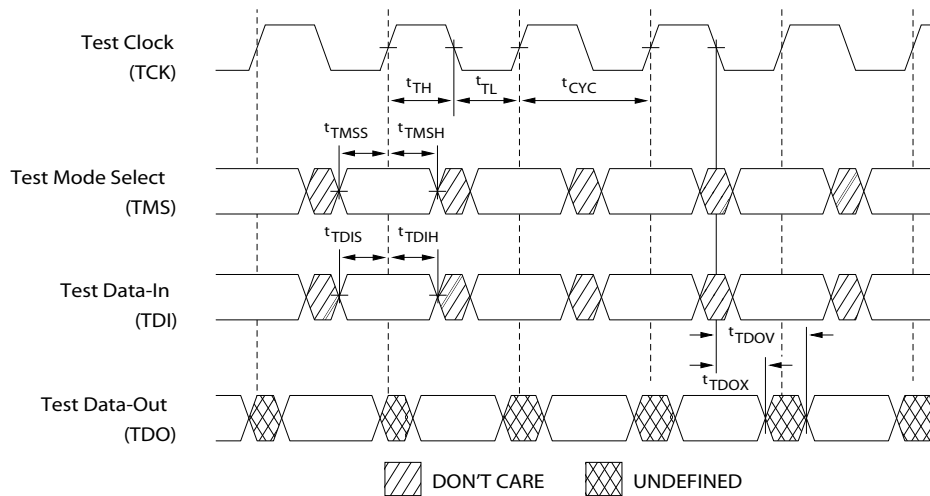 Test Clock
(TCK)
tTH
tTL
tCYC
tTMSS
tTMSH
Test Mode Select
(TMS)
tTDIS
tTDIH
Test Data-In
(TDI)
tTDOV
tTDOX
Test Data-Out
(TDO)
DON'T CARE
UNDEFINED